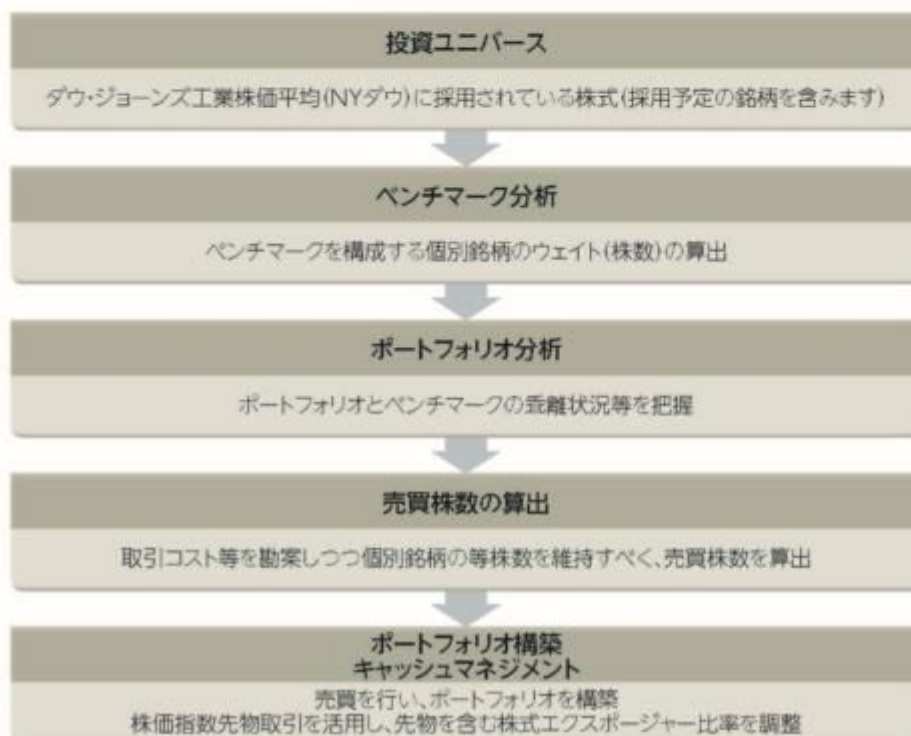 投資ユニバース
ダウ・ジョーンズ工業株価平均(NYダウ)に採用されている株式(採用予定の銘柄を含みます)
ベンチマーク分析
ベンチマークを構成する個別銘柄のウェイト(株数)の算出
ポートフォリオ分析
ポートフォリオとベンチマークの乖離状況等を把握
売買株数の算出
取引コスト等を勘案しつつ個別銘柄の等株数を維持すべく、売買株数を算出
ポートフォリオ構築
キャッシュマネジメント
売買を行い、ポートフォリオを構築
株価指数先物取引を活用し、先物を含む株式エクスポージャー比率を調整